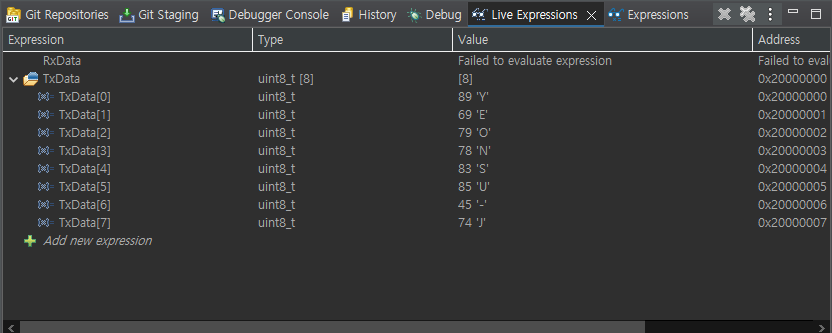 Git Repositories Git Staging Debugger Console History Debug Live Expressions Expressions
Expression Type Value Address
RxData Failed to evaluate expression Failed to eval
TxData uint8_t [8] [8] 0x20000000
TxData[0] uint8_t 89 'Y' 0x20000000
TxData[1] uint8_t 69 'E' 0x20000001
TxData[2] uint8_t 79 'O' 0x20000002
TxData[3] uint8_t 78 'N' 0x20000003
TxData[4] uint8_t 83 'S' 0x20000004
TxData[5] uint8_t 85 'U' 0x20000005
TxData[6] uint8_t 45 '-' 0x20000006
TxData[7] uint8_t 74 'J' 0x20000007
Add new expression